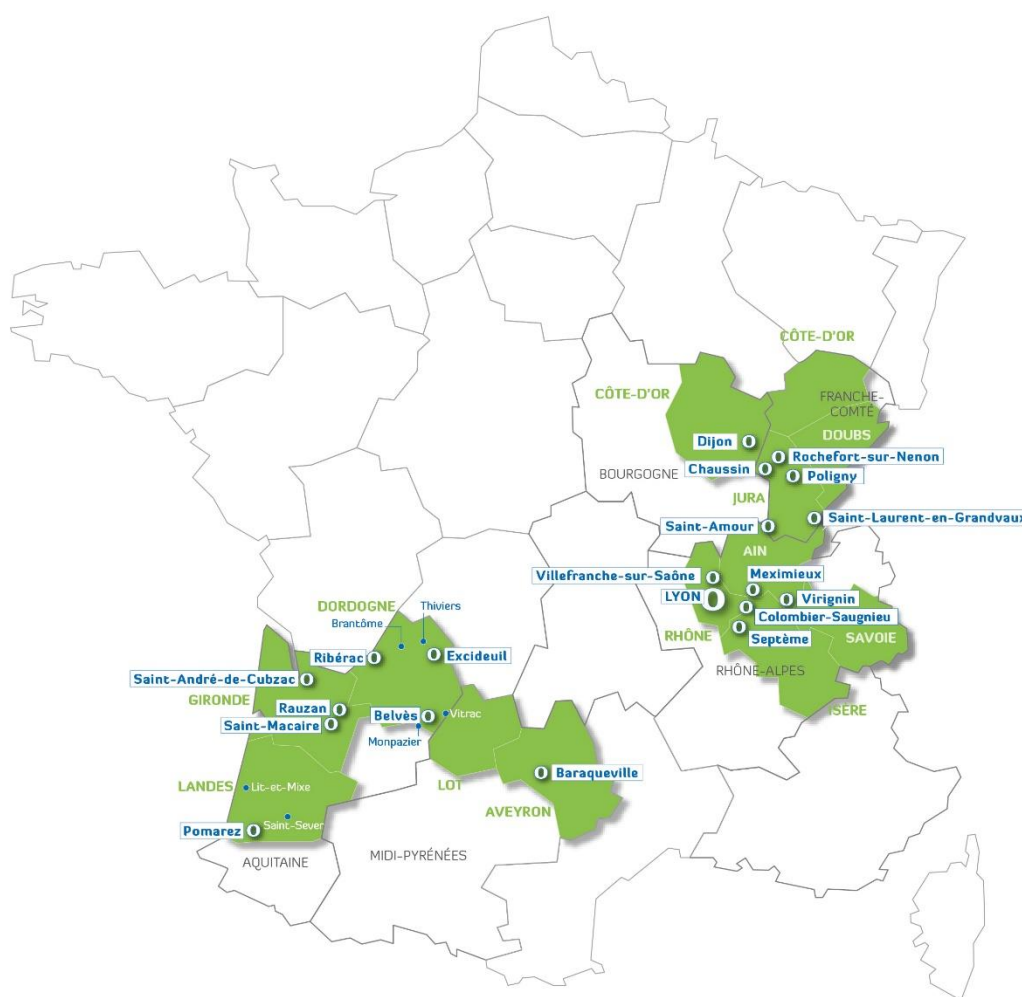 CÔTE-D'OR
CÔTE-D'OR
FRANCHE-
COMTÉ
DOUBS
Dijon
Rochefort-sur-Nenon
BOURGOGNE
Chaussin
Poligny
JURA
Saint-Amour
Saint-Laurent-en-Grandvaux
AIN
Villefranche-sur-Saône
Meximieux
LYON
Virignin
Colombier-Saugnieu
RHÔNE
Septème
SAVOIE
RHÔNE-ALPES
ISÈRE
DORDOGNE
Thiviers
Brantôme
Ribérac
Excideuil
Saint-André-de-Cubzac
GIRONDE
Rauzan
Belvès
Vitrac
Saint-Macaire
Monpazier
Baraqueville
LANDES
Lit-et-Mixe
LOT
AVEYRON
Saint-Sever
Pomarez
AQUITAINE
MIDI-PYRÉNÉES